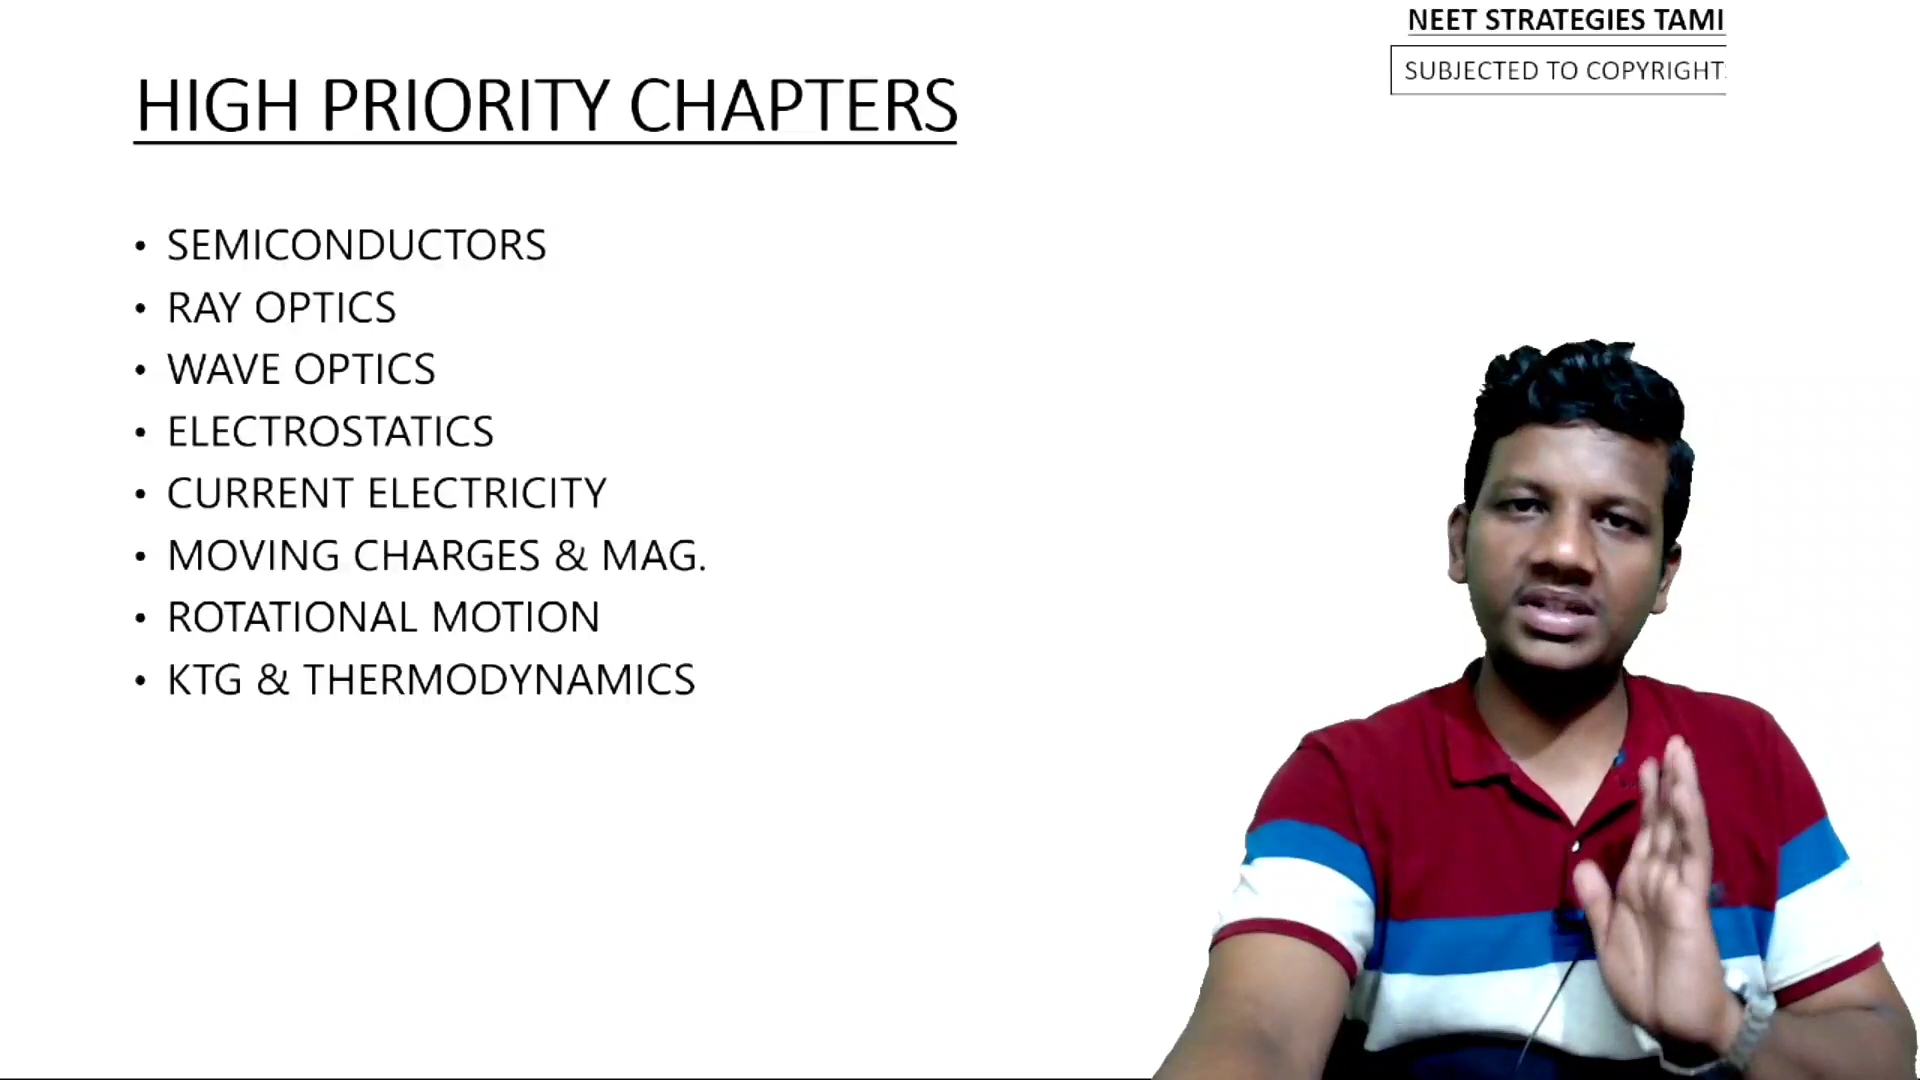 NEET STRATEGIES TAMI
SUBJECTED TO COPYRIGHT
HIGH PRIORITY CHAPTERS
• SEMICONDUCTORS
• RAY OPTICS
• WAVE OPTICS
• ELECTROSTATICS
• CURRENT ELECTRICITY
• MOVING CHARGES & MAG.
• ROTATIONAL MOTION
• KTG & THERMODYNAMICS